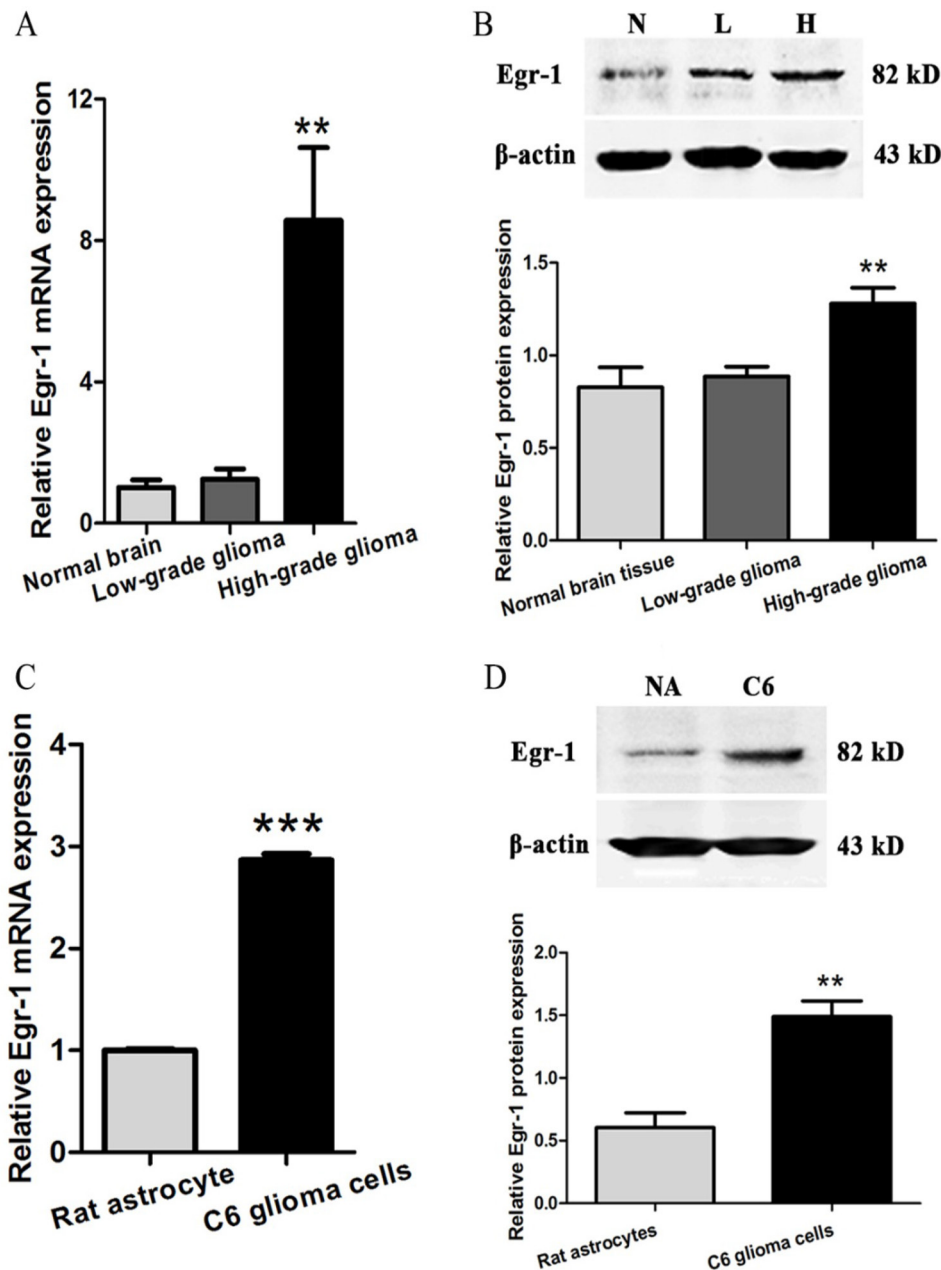 A
Relative Egr-1 mRNA expression
12
8
4
0
**
Normal brain
Low-grade glioma
High-grade glioma
B
N L H
Egr-1 82 kD
β-actin 43 kD
Relative Egr-1 protein expression
1.5
1.0
0.5
0.0
**
Normal brain tissue
Low-grade glioma
High-grade glioma
C
Relative Egr-1 mRNA expression
4
3
2
1
0
***
Rat astrocyte
C6 glioma cells
D
NA C6
Egr-1 82 kD
β-actin 43 kD
Relative Egr-1 protein expression
2.0
1.5
1.0
0.5
0.0
**
Rat astrocytes
C6 glioma cells